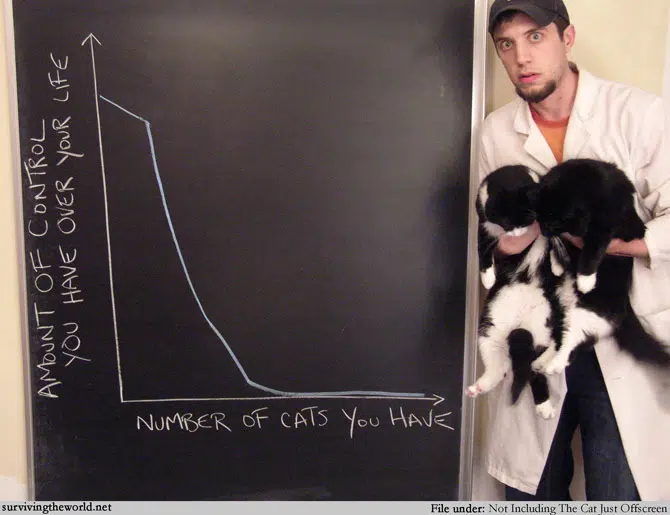 AMOUNT OF CONTROL
YOU HAVE OVER YOUR LIFE
NUMBER OF CATS YOU HAVE
survivingtheworld.net
File under: Not Including The Cat Just Offscreen